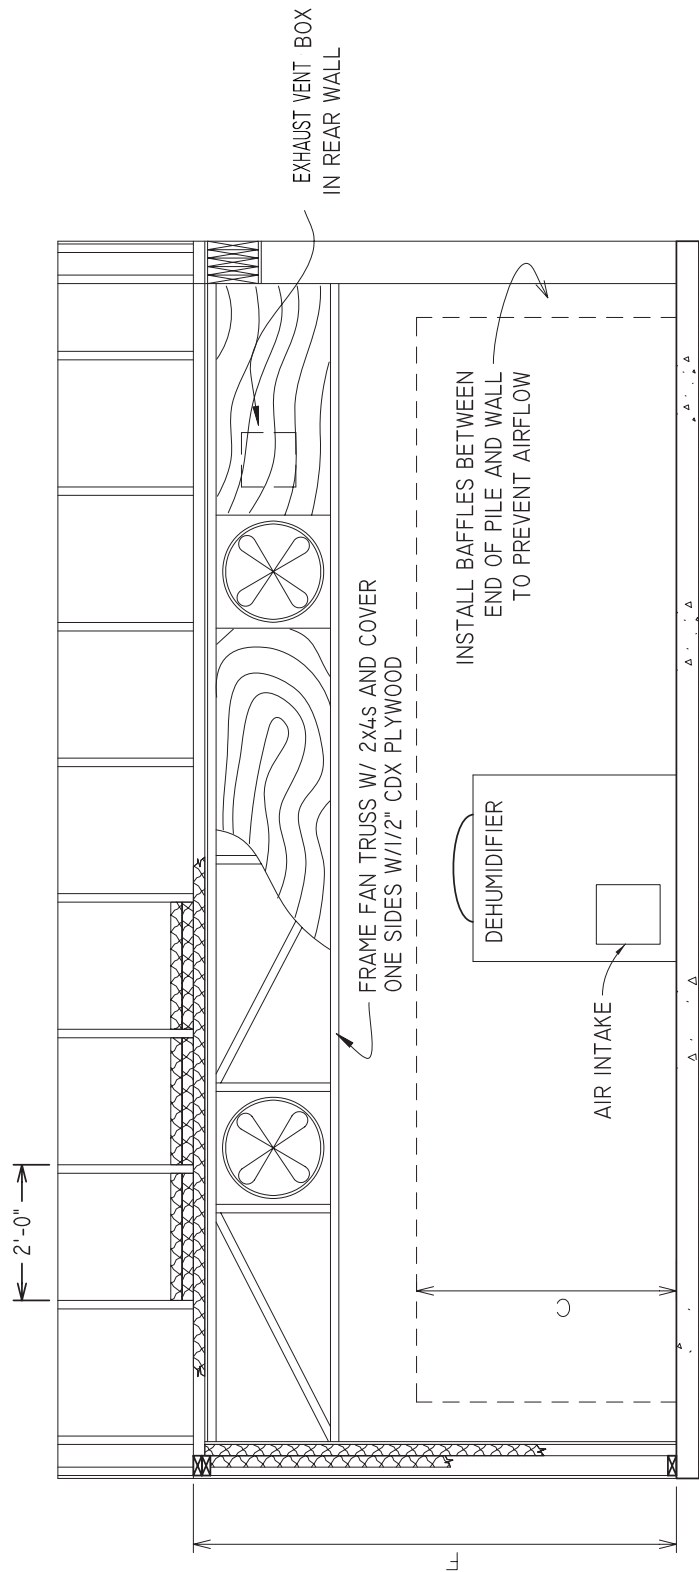 EXHAUST VENT BOX
IN REAR WALL
2'-0"
FRAME FAN TRUSS W/ 2x4s AND COVER
ONE SIDES W/1/2" CDX PLYWOOD
INSTALL BAFFLES BETWEEN
END OF PILE AND WALL
TO PREVENT AIRFLOW
DEHUMIDIFIER
AIR INTAKE
C
F